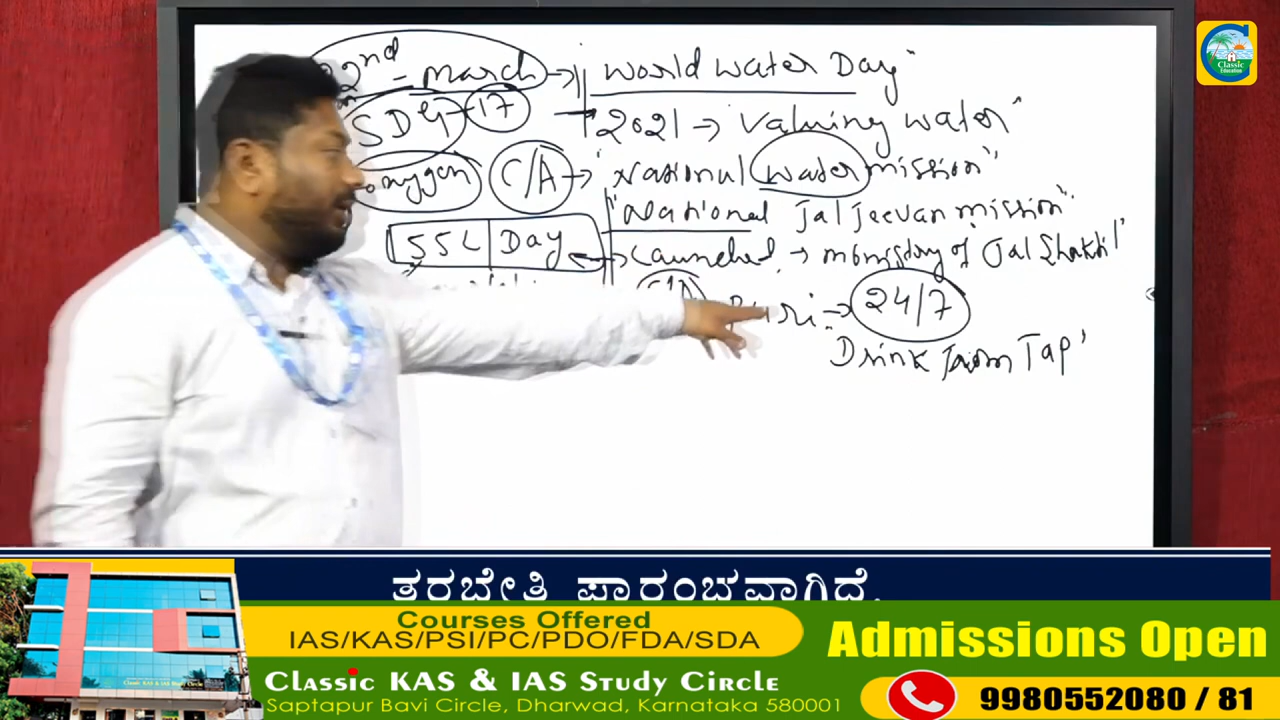 22nd - March → "World Water Day"
SDG - 17 → "2021 → Valuing water"
oxygen C/A → "National Water mission"
"National Jal Jeevan mission"
55L | Day → Launched → Ministry of Jal Shakti'
Puri → 24/7
Drink From Tap'
Classic
Education
ತರಬೇತಿ ಪ್ರಾರಂಭವಾಗಿದೆ.
Courses Offered
IAS/KAS/PSI/PC/PDO/FDA/SDA
Admissions Open
Classic KAS & IAS Study Circle
Saptapur Bavi Circle, Dharwad, Karnataka 580001
9980552080 / 81